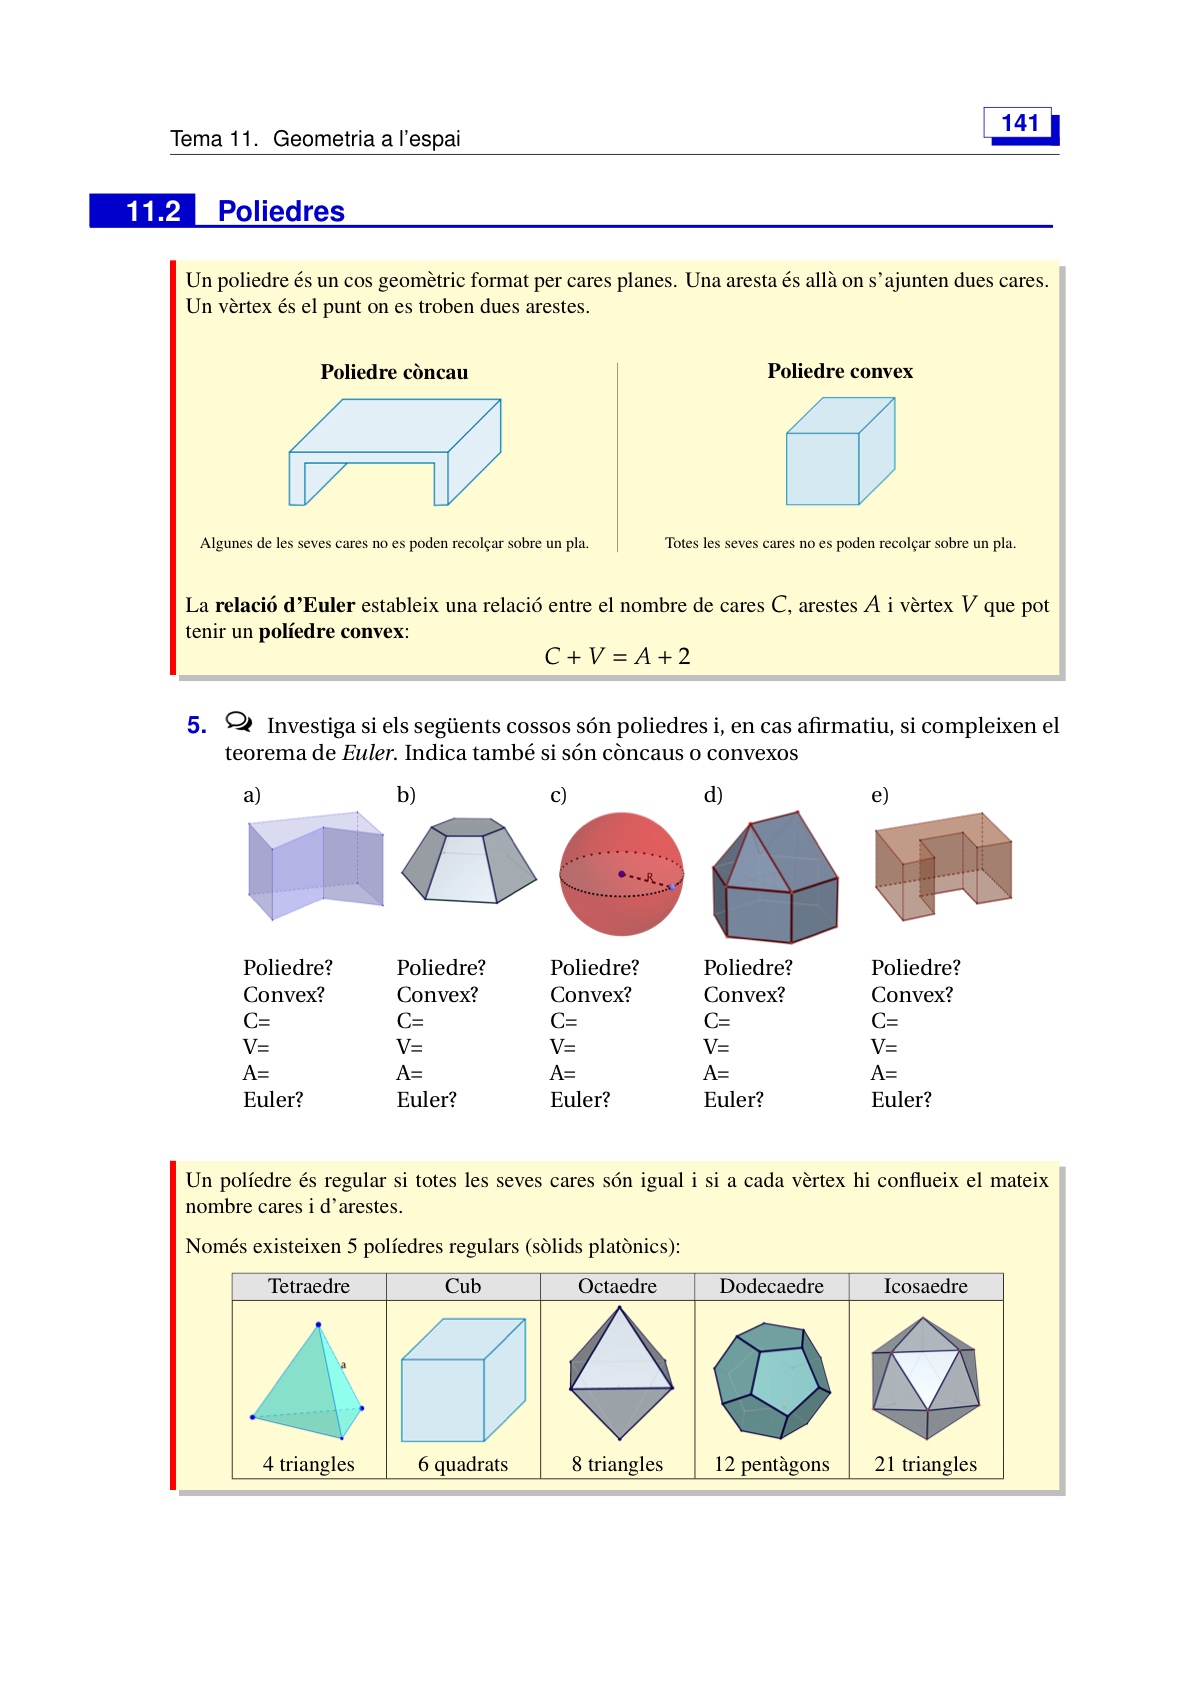 Tema 11. Geometria a l'espai
141
11.2 Poliedres
Un poliedre és un cos geomètric format per cares planes. Una aresta és allà on s'ajunten dues cares.
Un vèrtex és el punt on es troben dues arestes.
Poliedre còncau
Poliedre convex
Algunes de les seves cares no es poden recolçar sobre un pla.
Totes les seves cares no es poden recolçar sobre un pla.
La relació d'Euler estableix una relació entre el nombre de cares C, arestes A i vèrtex V que pot
tenir un políedre convex:
C + V = A + 2
5. Investiga si els següents cossos són poliedres i, en cas afirmatiu, si compleixen el
teorema de Euler. Indica també si són còncaus o convexos
a) b) c) d) e)
R
Poliedre? Poliedre? Poliedre? Poliedre? Poliedre?
Convex? Convex? Convex? Convex? Convex?
C= C= C= C= C=
V= V= V= V= V=
A= A= A= A= A=
Euler? Euler? Euler? Euler? Euler?
Un políedre és regular si totes les seves cares són igual i si a cada vèrtex hi conflueix el mateix
nombre cares i d'arestes.
Només existeixen 5 políedres regulars (sòlids platònics):
Tetraedre Cub Octaedre Dodecaedre Icosaedre
a
4 triangles 6 quadrats 8 triangles 12 pentàgons 21 triangles